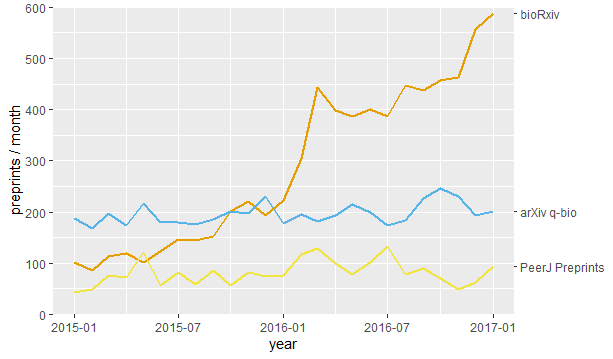 600
500
400
300
200
100
0
preprints / month
2015-01
2015-07
2016-01
2016-07
2017-01
year
bioRxiv
arXiv q-bio
PeerJ Preprints